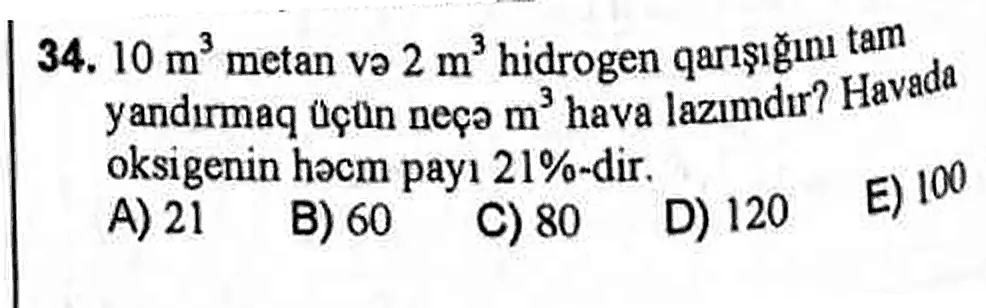 34. 10 m³ metan və 2 m³ hidrogen qarışığını tam
yandırmaq üçün neçə m³ hava lazımdır? Havada
oksigenin həcm payı 21%-dir.
A) 21 B) 60 C) 80 D) 120 E) 100